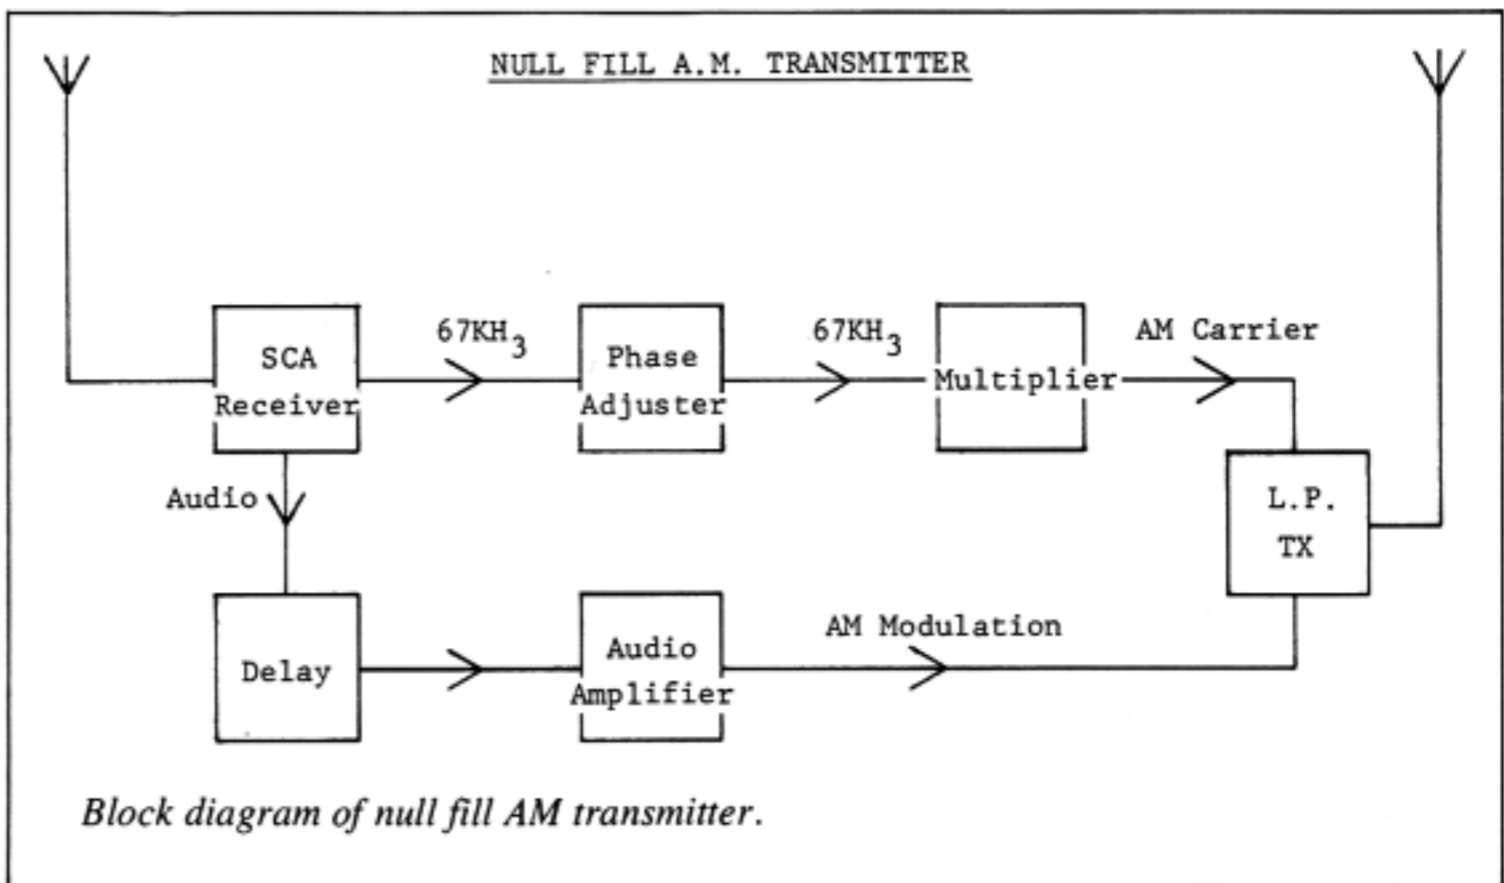 NULL FILL A.M. TRANSMITTER
SCA
Receiver
67KH3
Phase
Adjuster
67KH3
Multiplier
AM Carrier
L.P.
TX
Audio
Delay
Audio
Amplifier
AM Modulation
Block diagram of null fill AM transmitter.